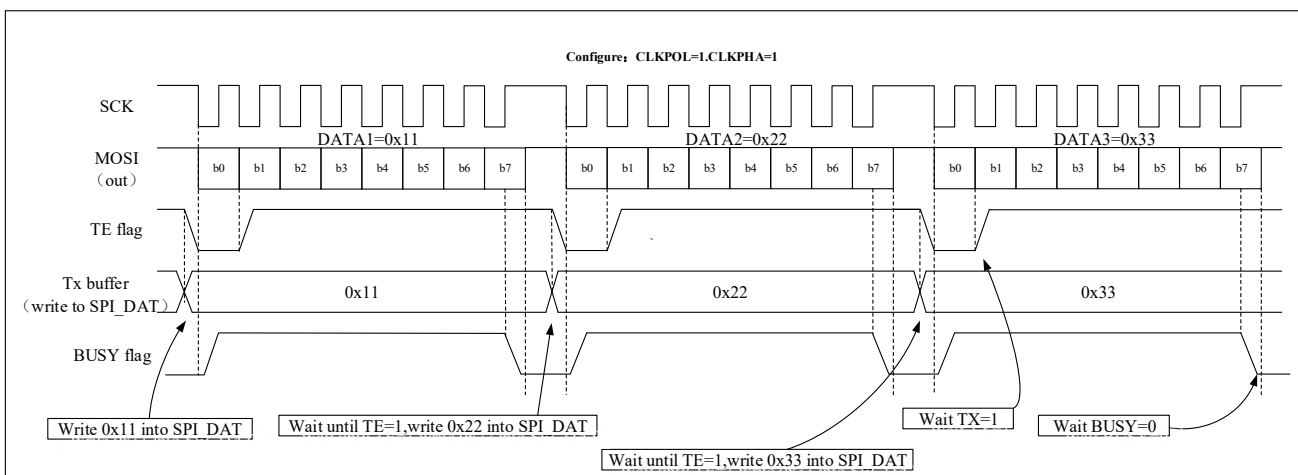 Configure：CLKPOL=1.CLKPHA=1
SCK
DATA1=0x11 DATA2=0x22 DATA3=0x33
MOSI
（out）
b0 b1 b2 b3 b4 b5 b6 b7 b0 b1 b2 b3 b4 b5 b6 b7 b0 b1 b2 b3 b4 b5 b6 b7
TE flag
Tx buffer
（write to SPI_DAT）
0x11 0x22 0x33
BUSY flag
Write 0x11 into SPI_DAT
Wait until TE=1,write 0x22 into SPI_DAT
Wait TX=1
Wait BUSY=0
Wait until TE=1,write 0x33 into SPI_DAT